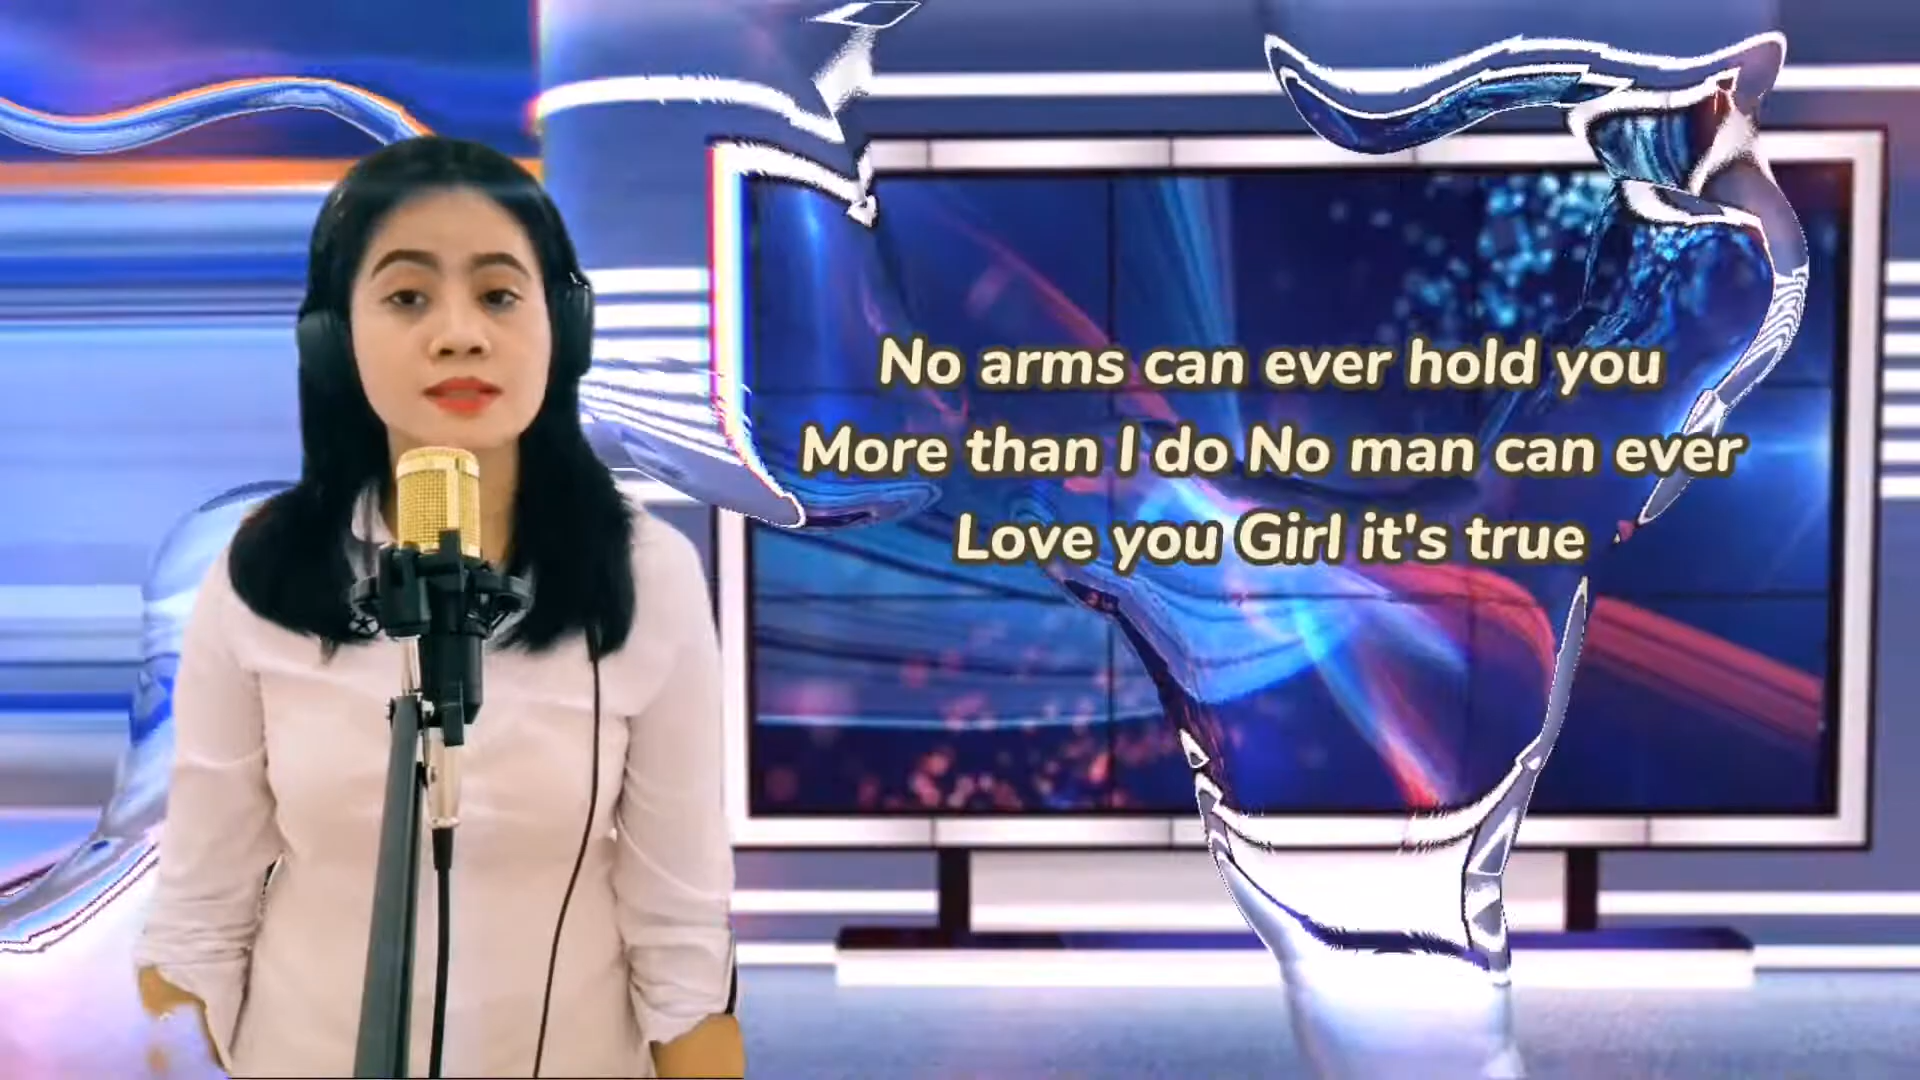 No arms can ever hold you
More than I do No man can ever
Love you Girl it's true